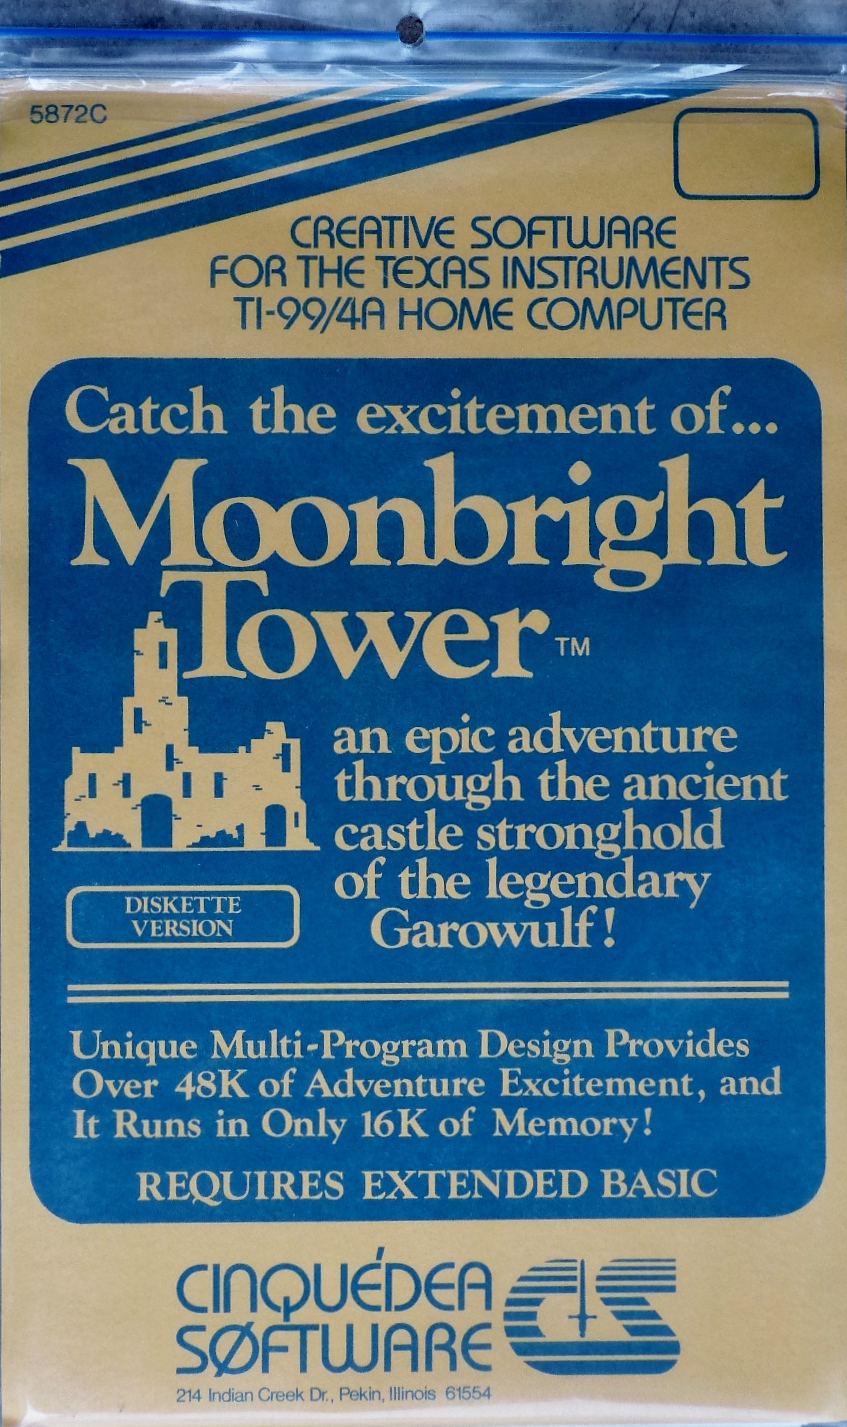 5872C
CREATIVE SOFTWARE
FOR THE TEXAS INSTRUMENTS
TI-99/4A HOME COMPUTER
Catch the excitement of...
Moonbright
Tower™
an epic adventure
through the ancient
castle stronghold
of the legendary
Garowulf!
DISKETTE
VERSION
Unique Multi-Program Design Provides
Over 48K of Adventure Excitement, and
It Runs in Only 16K of Memory!
REQUIRES EXTENDED BASIC
CINQUÉDEA
SØFTWARE
CS
214 Indian Creek Dr., Pekin, Illinois 61554